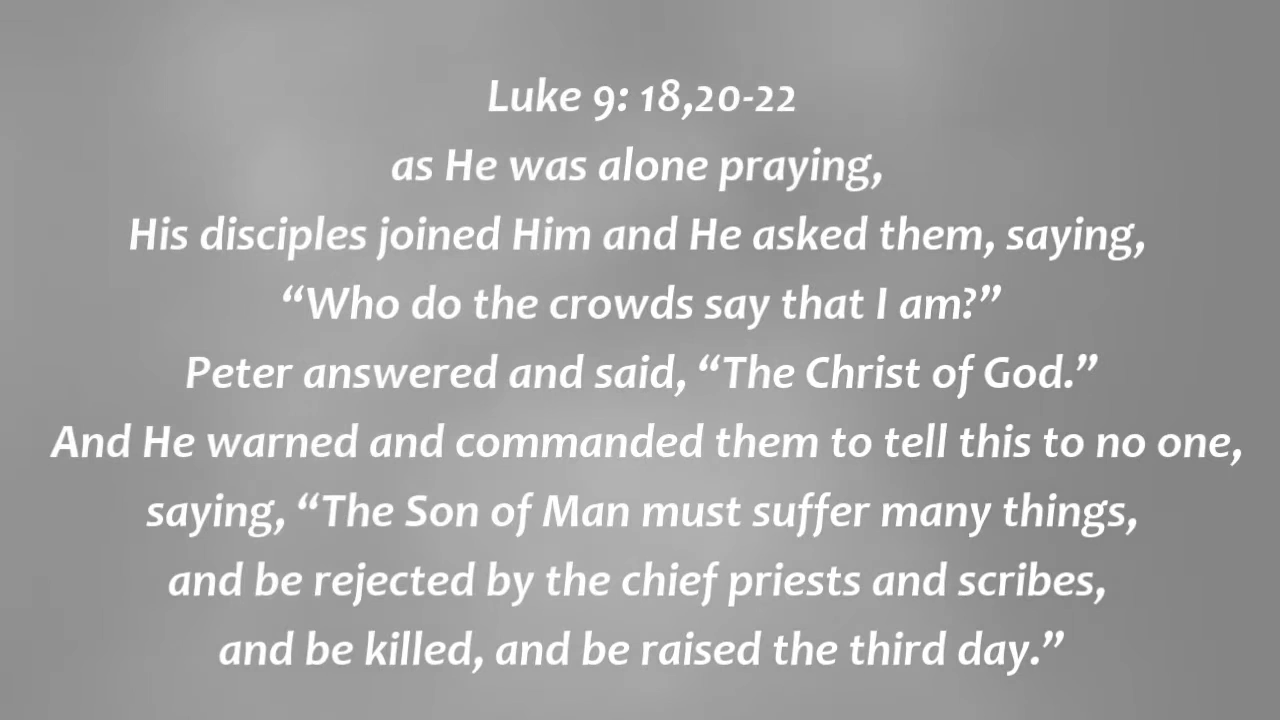 Luke 9: 18,20-22
as He was alone praying,
His disciples joined Him and He asked them, saying,
“Who do the crowds say that I am?”
Peter answered and said, “The Christ of God.”
And He warned and commanded them to tell this to no one,
saying, “The Son of Man must suffer many things,
and be rejected by the chief priests and scribes,
and be killed, and be raised the third day.”